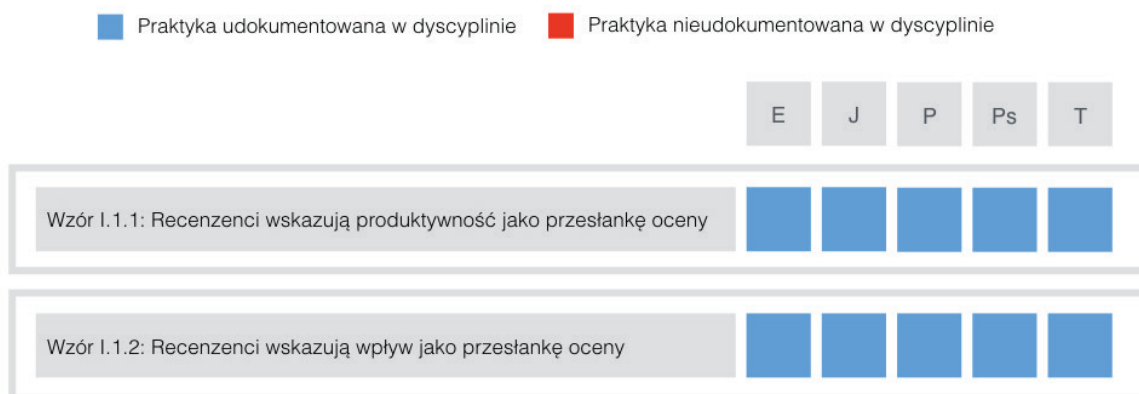 Praktyka udokumentowana w dyscyplinie Praktyka nieudokumentowana w dyscyplinie
E J P Ps T
Wzór I.1.1: Recenzenci wskazują produktywność jako przesłankę oceny
Wzór I.1.2: Recenzenci wskazują wpływ jako przesłankę oceny